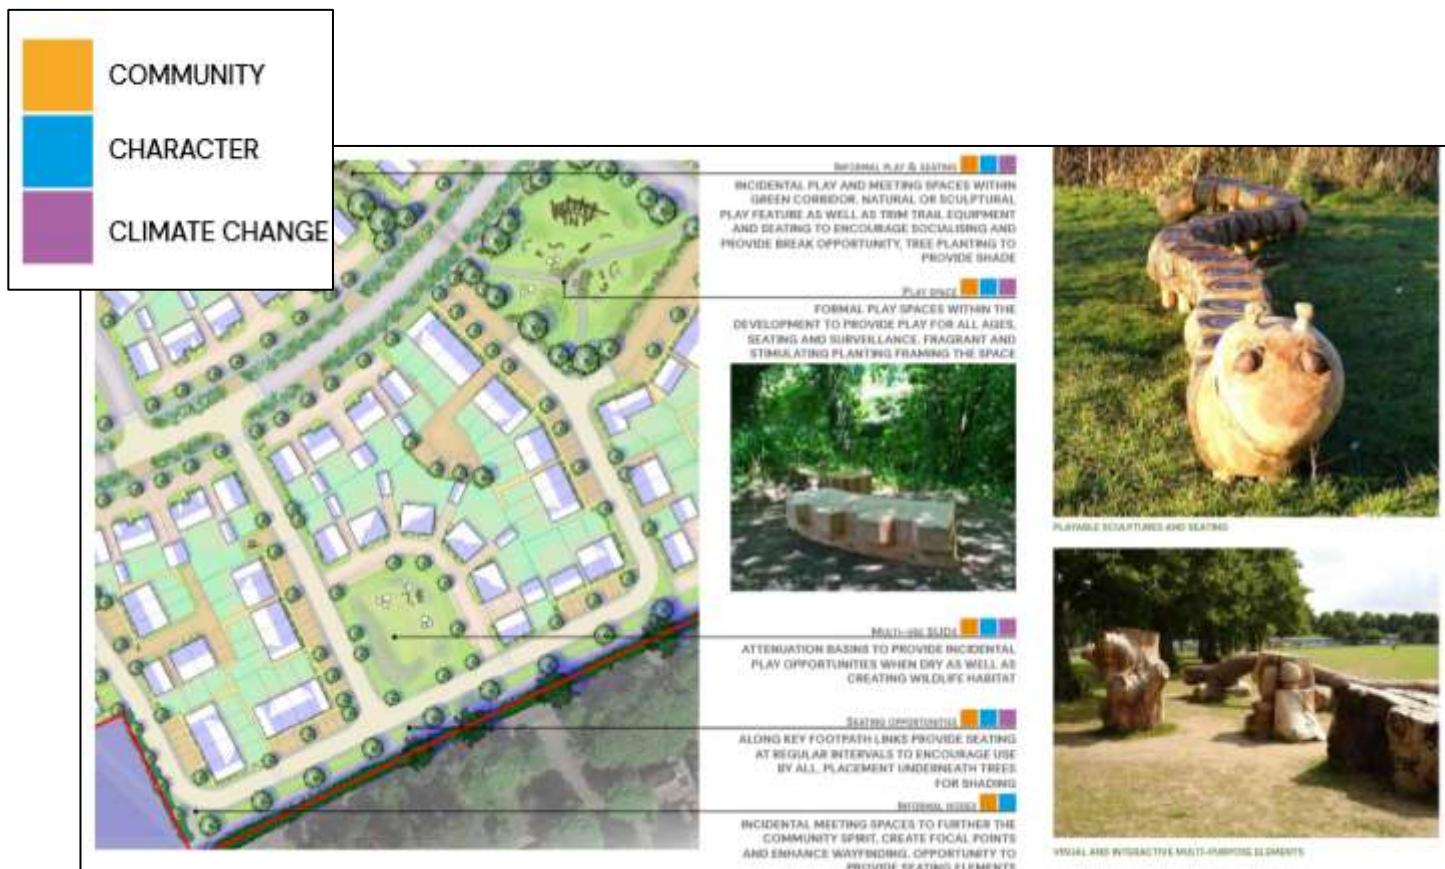 COMMUNITY
CHARACTER
CLIMATE CHANGE
INFORMAL PLAY & SEATING
INCIDENTAL PLAY AND MEETING SPACES WITHIN
GREEN CORRIDOR. NATURAL OR SCULPTURAL
PLAY FEATURE AS WELL AS TRIM TRAIL EQUIPMENT
AND SEATING TO ENCOURAGE SOCIALISING AND
PROVIDE BREAK OPPORTUNITY, TREE PLANTING TO
PROVIDE SHADE
PLAY SPACE
FORMAL PLAY SPACES WITHIN THE
DEVELOPMENT TO PROVIDE PLAY FOR ALL AGES,
SEATING AND SURVEILLANCE. FRAGRANT AND
STIMULATING PLANTING FRAMING THE SPACE
MULTI-USE SUDS
ATTENUATION BASINS TO PROVIDE INCIDENTAL
PLAY OPPORTUNITIES WHEN DRY AS WELL AS
CREATING WILDLIFE HABITAT
SEATING OPPORTUNITIES
ALONG KEY FOOTPATH LINKS PROVIDE SEATING
AT REGULAR INTERVALS TO ENCOURAGE USE
BY ALL. PLACEMENT UNDERNEATH TREES
FOR SHADING
INFORMAL NODES
INCIDENTAL MEETING SPACES TO FURTHER THE
COMMUNITY SPIRIT, CREATE FOCAL POINTS
AND ENHANCE WAYFINDING. OPPORTUNITY TO
PROVIDE SEATING ELEMENTS
PLAYABLE SCULPTURES AND SEATING
VISUAL AND INTERACTIVE MULTI-PURPOSE ELEMENTS